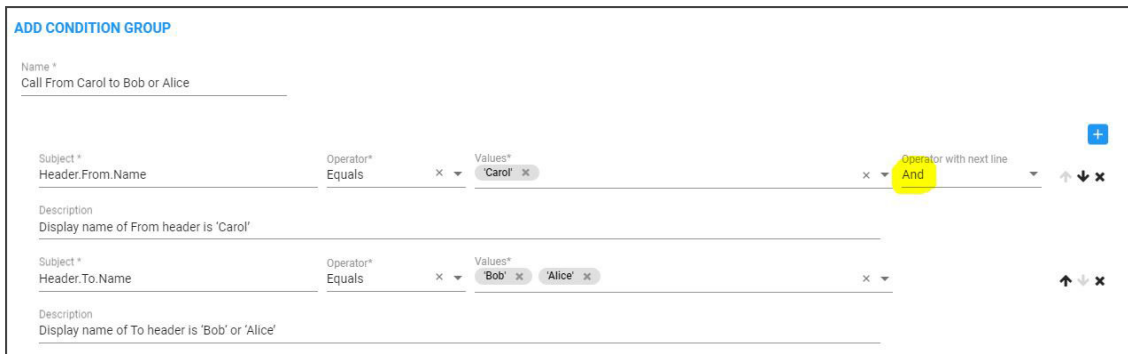 ADD CONDITION GROUP
Name *
Call From Carol to Bob or Alice
Subject * Operator* Values* Operator with next line
Header.From.Name Equals 'Carol' And
Description
Display name of From header is 'Carol'
Subject * Operator* Values*
Header.To.Name Equals 'Bob' 'Alice'
Description
Display name of To header is 'Bob' or 'Alice'